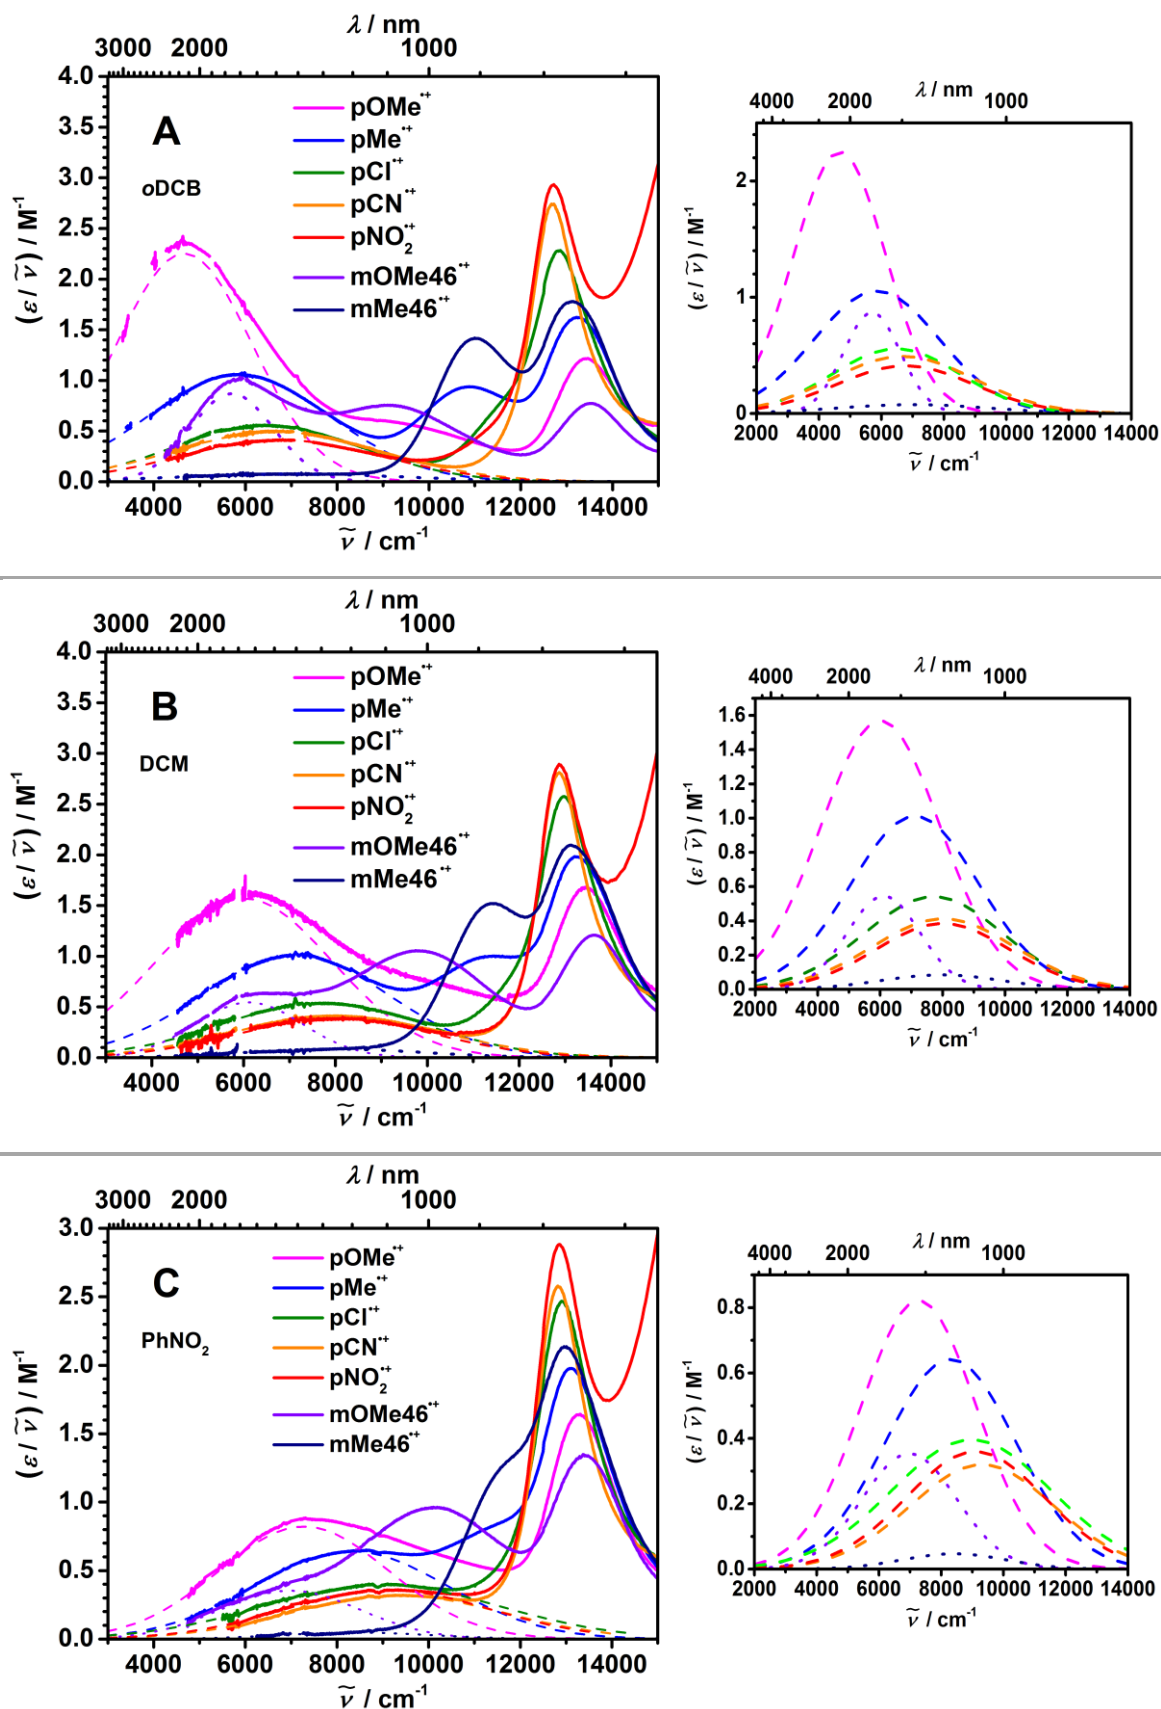 λ / nm
3000 2000 1000
4.0
3.5
3.0
2.5
2.0
1.5
1.0
0.5
0.0
(ε / ν̃) / M⁻¹
A
oDCB
pOMe•+
pMe•+
pCl•+
pCN•+
pNO₂•+
mOMe46•+
mMe46•+
4000 6000 8000 10000 12000 14000
ν̃ / cm⁻¹
λ / nm
4000 2000 1000
2
1
0
(ε / ν̃) / M⁻¹
2000 4000 6000 8000 10000 12000 14000
ν̃ / cm⁻¹
λ / nm
3000 2000 1000
4.0
3.5
3.0
2.5
2.0
1.5
1.0
0.5
0.0
(ε / ν̃) / M⁻¹
B
DCM
pOMe•+
pMe•+
pCl•+
pCN•+
pNO₂•+
mOMe46•+
mMe46•+
4000 6000 8000 10000 12000 14000
ν̃ / cm⁻¹
λ / nm
4000 2000 1000
1.6
1.4
1.2
1.0
0.8
0.6
0.4
0.2
0.0
(ε / ν̃) / M⁻¹
2000 4000 6000 8000 10000 12000 14000
ν̃ / cm⁻¹
λ / nm
3000 2000 1000
3.0
2.5
2.0
1.5
1.0
0.5
0.0
(ε / ν̃) / M⁻¹
C
PhNO₂
pOMe•+
pMe•+
pCl•+
pCN•+
pNO₂•+
mOMe46•+
mMe46•+
4000 6000 8000 10000 12000 14000
ν̃ / cm⁻¹
λ / nm
4000 2000 1000
0.8
0.6
0.4
0.2
0.0
(ε / ν̃) / M⁻¹
2000 4000 6000 8000 10000 12000 14000
ν̃ / cm⁻¹